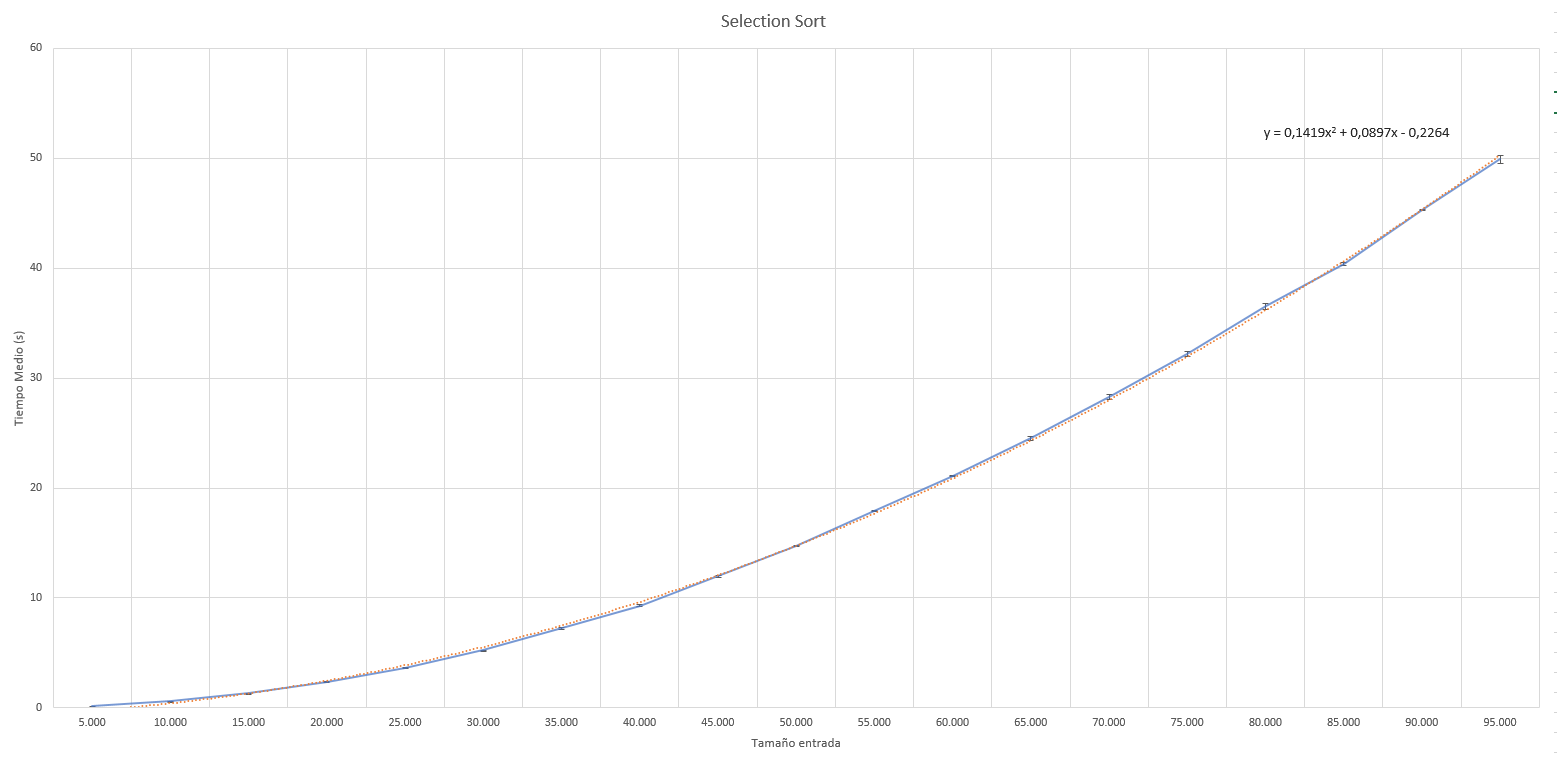 Selection Sort
60
50
40
30
20
10
0
y = 0,1419x² + 0,0897x - 0,2264
Tiempo Medio (s)
5.000 10.000 15.000 20.000 25.000 30.000 35.000 40.000 45.000 50.000 55.000 60.000 65.000 70.000 75.000 80.000 85.000 90.000 95.000
Tamaño entrada